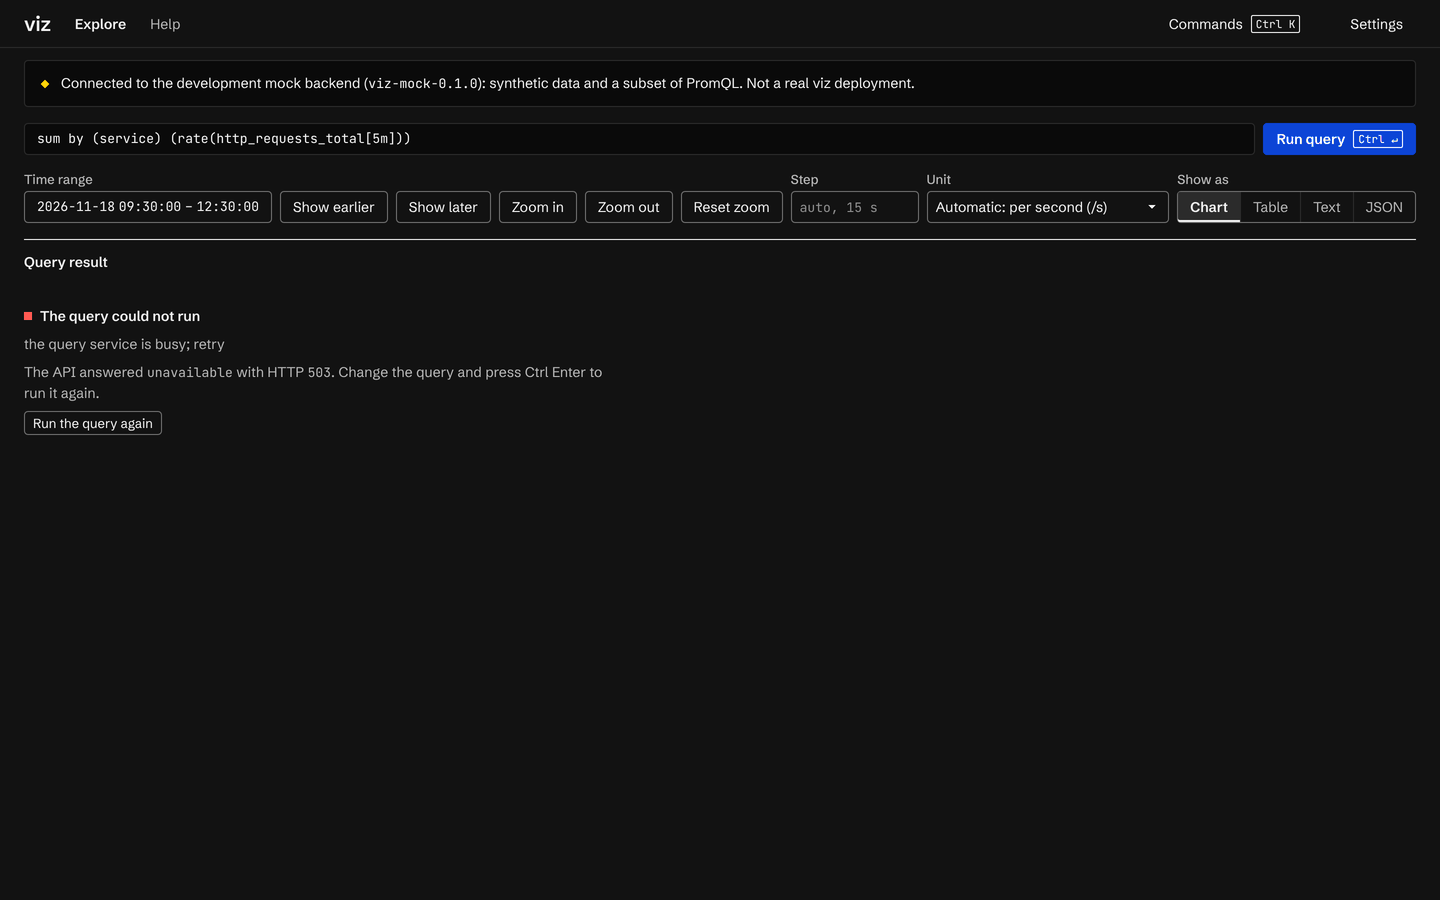 viz Explore Help Commands Ctrl K Settings
Connected to the development mock backend (viz-mock-0.1.0): synthetic data and a subset of PromQL. Not a real viz deployment.
sum by (service) (rate(http_requests_total[5m])) Run query Ctrl ↵
Time range Step Unit Show as
2026-11-18 09:30:00 – 12:30:00 Show earlier Show later Zoom in Zoom out Reset zoom auto, 15 s Automatic: per second (/s) Chart Table Text JSON
Query result
The query could not run
the query service is busy; retry
The API answered unavailable with HTTP 503. Change the query and press Ctrl Enter to
run it again.
Run the query again